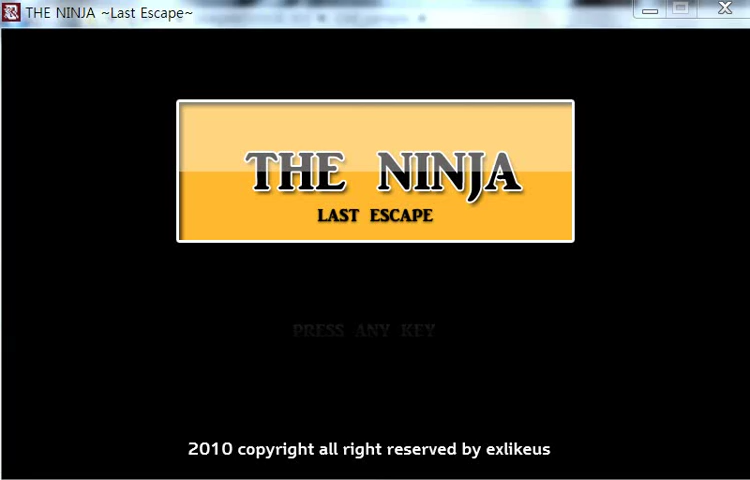 THE NINJA ~Last Escape~
THE NINJA
LAST ESCAPE
PRESS ANY KEY
2010 copyright all right reserved by exlikeus